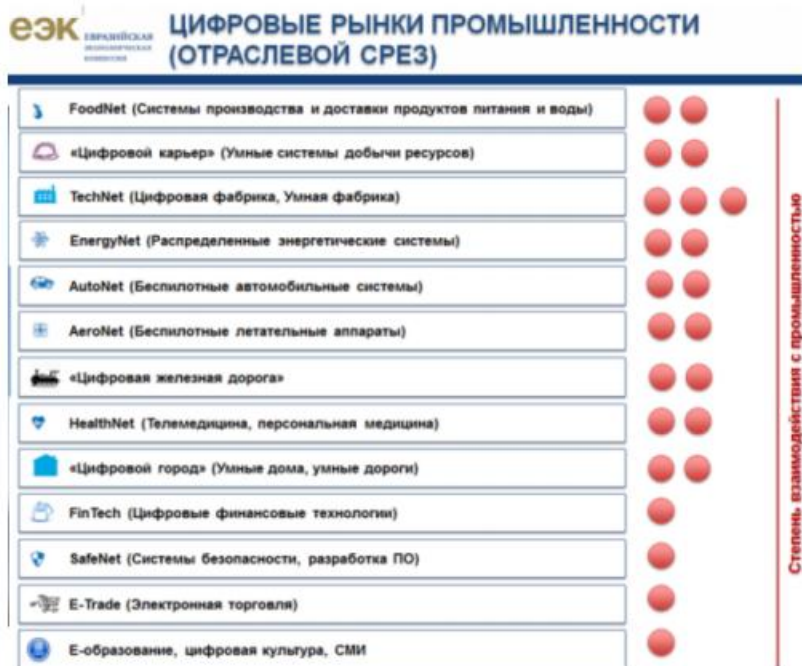 еэк ЕВРАЗИЙСКАЯ
ЭКОНОМИЧЕСКАЯ
КОМИССИЯ
ЦИФРОВЫЕ РЫНКИ ПРОМЫШЛЕННОСТИ
(ОТРАСЛЕВОЙ СРЕЗ)
FoodNet (Системы производства и доставки продуктов питания и воды)
«Цифровой карьер» (Умные системы добычи ресурсов)
TechNet (Цифровая фабрика, Умная фабрика)
EnergyNet (Распределенные энергетические системы)
AutoNet (Беспилотные автомобильные системы)
AeroNet (Беспилотные летательные аппараты)
«Цифровая железная дорога»
HealthNet (Телемедицина, персональная медицина)
«Цифровой город» (Умные дома, умные дороги)
FinTech (Цифровые финансовые технологии)
SafeNet (Системы безопасности, разработка ПО)
E-Trade (Электронная торговля)
Е-образование, цифровая культура, СМИ
Степень взаимодействия с промышленностью